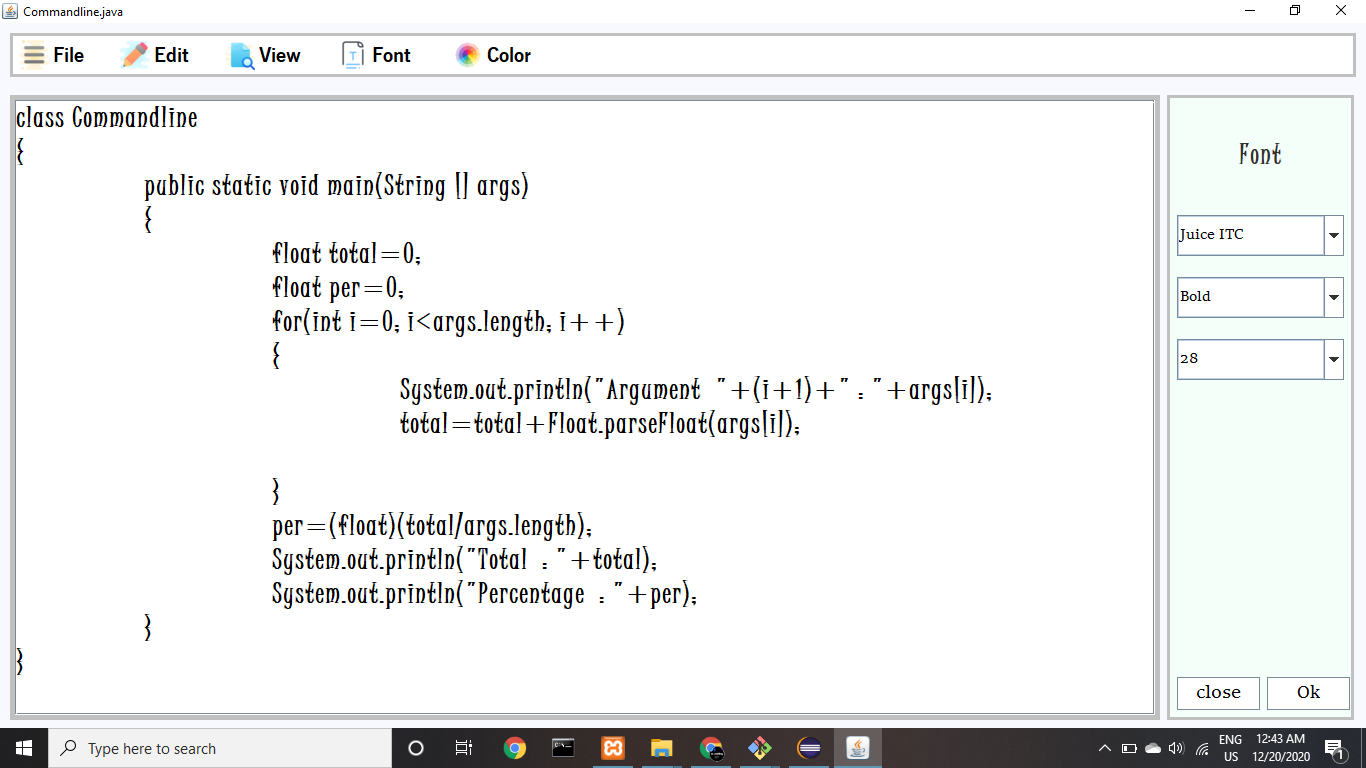 Commandline.java
File Edit View Font Color
class Commandline
{
public static void main(String [] args)
{
float total=0;
float per=0;
for(int i=0; i<args.length; i++)
{
System.out.println("Argument "+(i+1)+" : "+args[i]);
total=total+Float.parseFloat(args[i]);
}
per=(float)(total/args.length);
System.out.println("Total : "+total);
System.out.println("Percentage : "+per);
}
}
Font
Juice ITC
Bold
28
close Ok
Type here to search
ENG
US
12:43 AM
12/20/2020
1